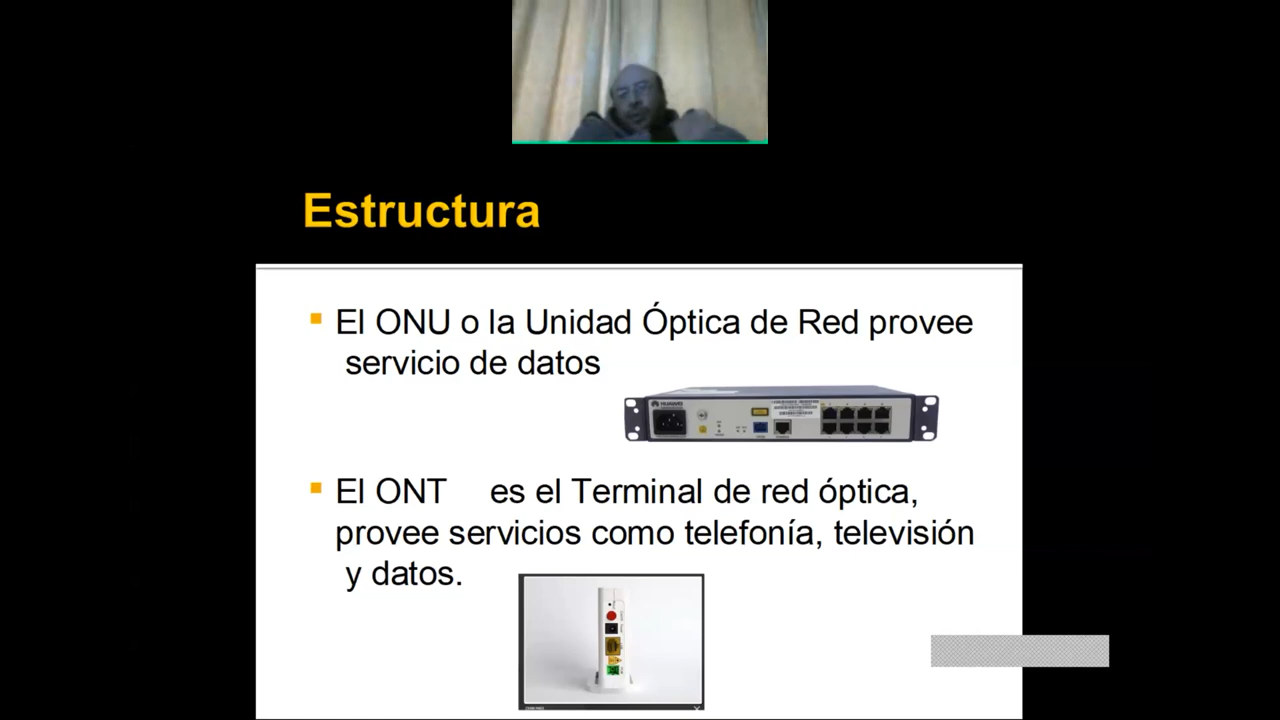 Estructura
El ONU o la Unidad Óptica de Red provee
servicio de datos
HUAWEI
El ONT es el Terminal de red óptica,
provee servicios como telefonía, televisión
y datos.